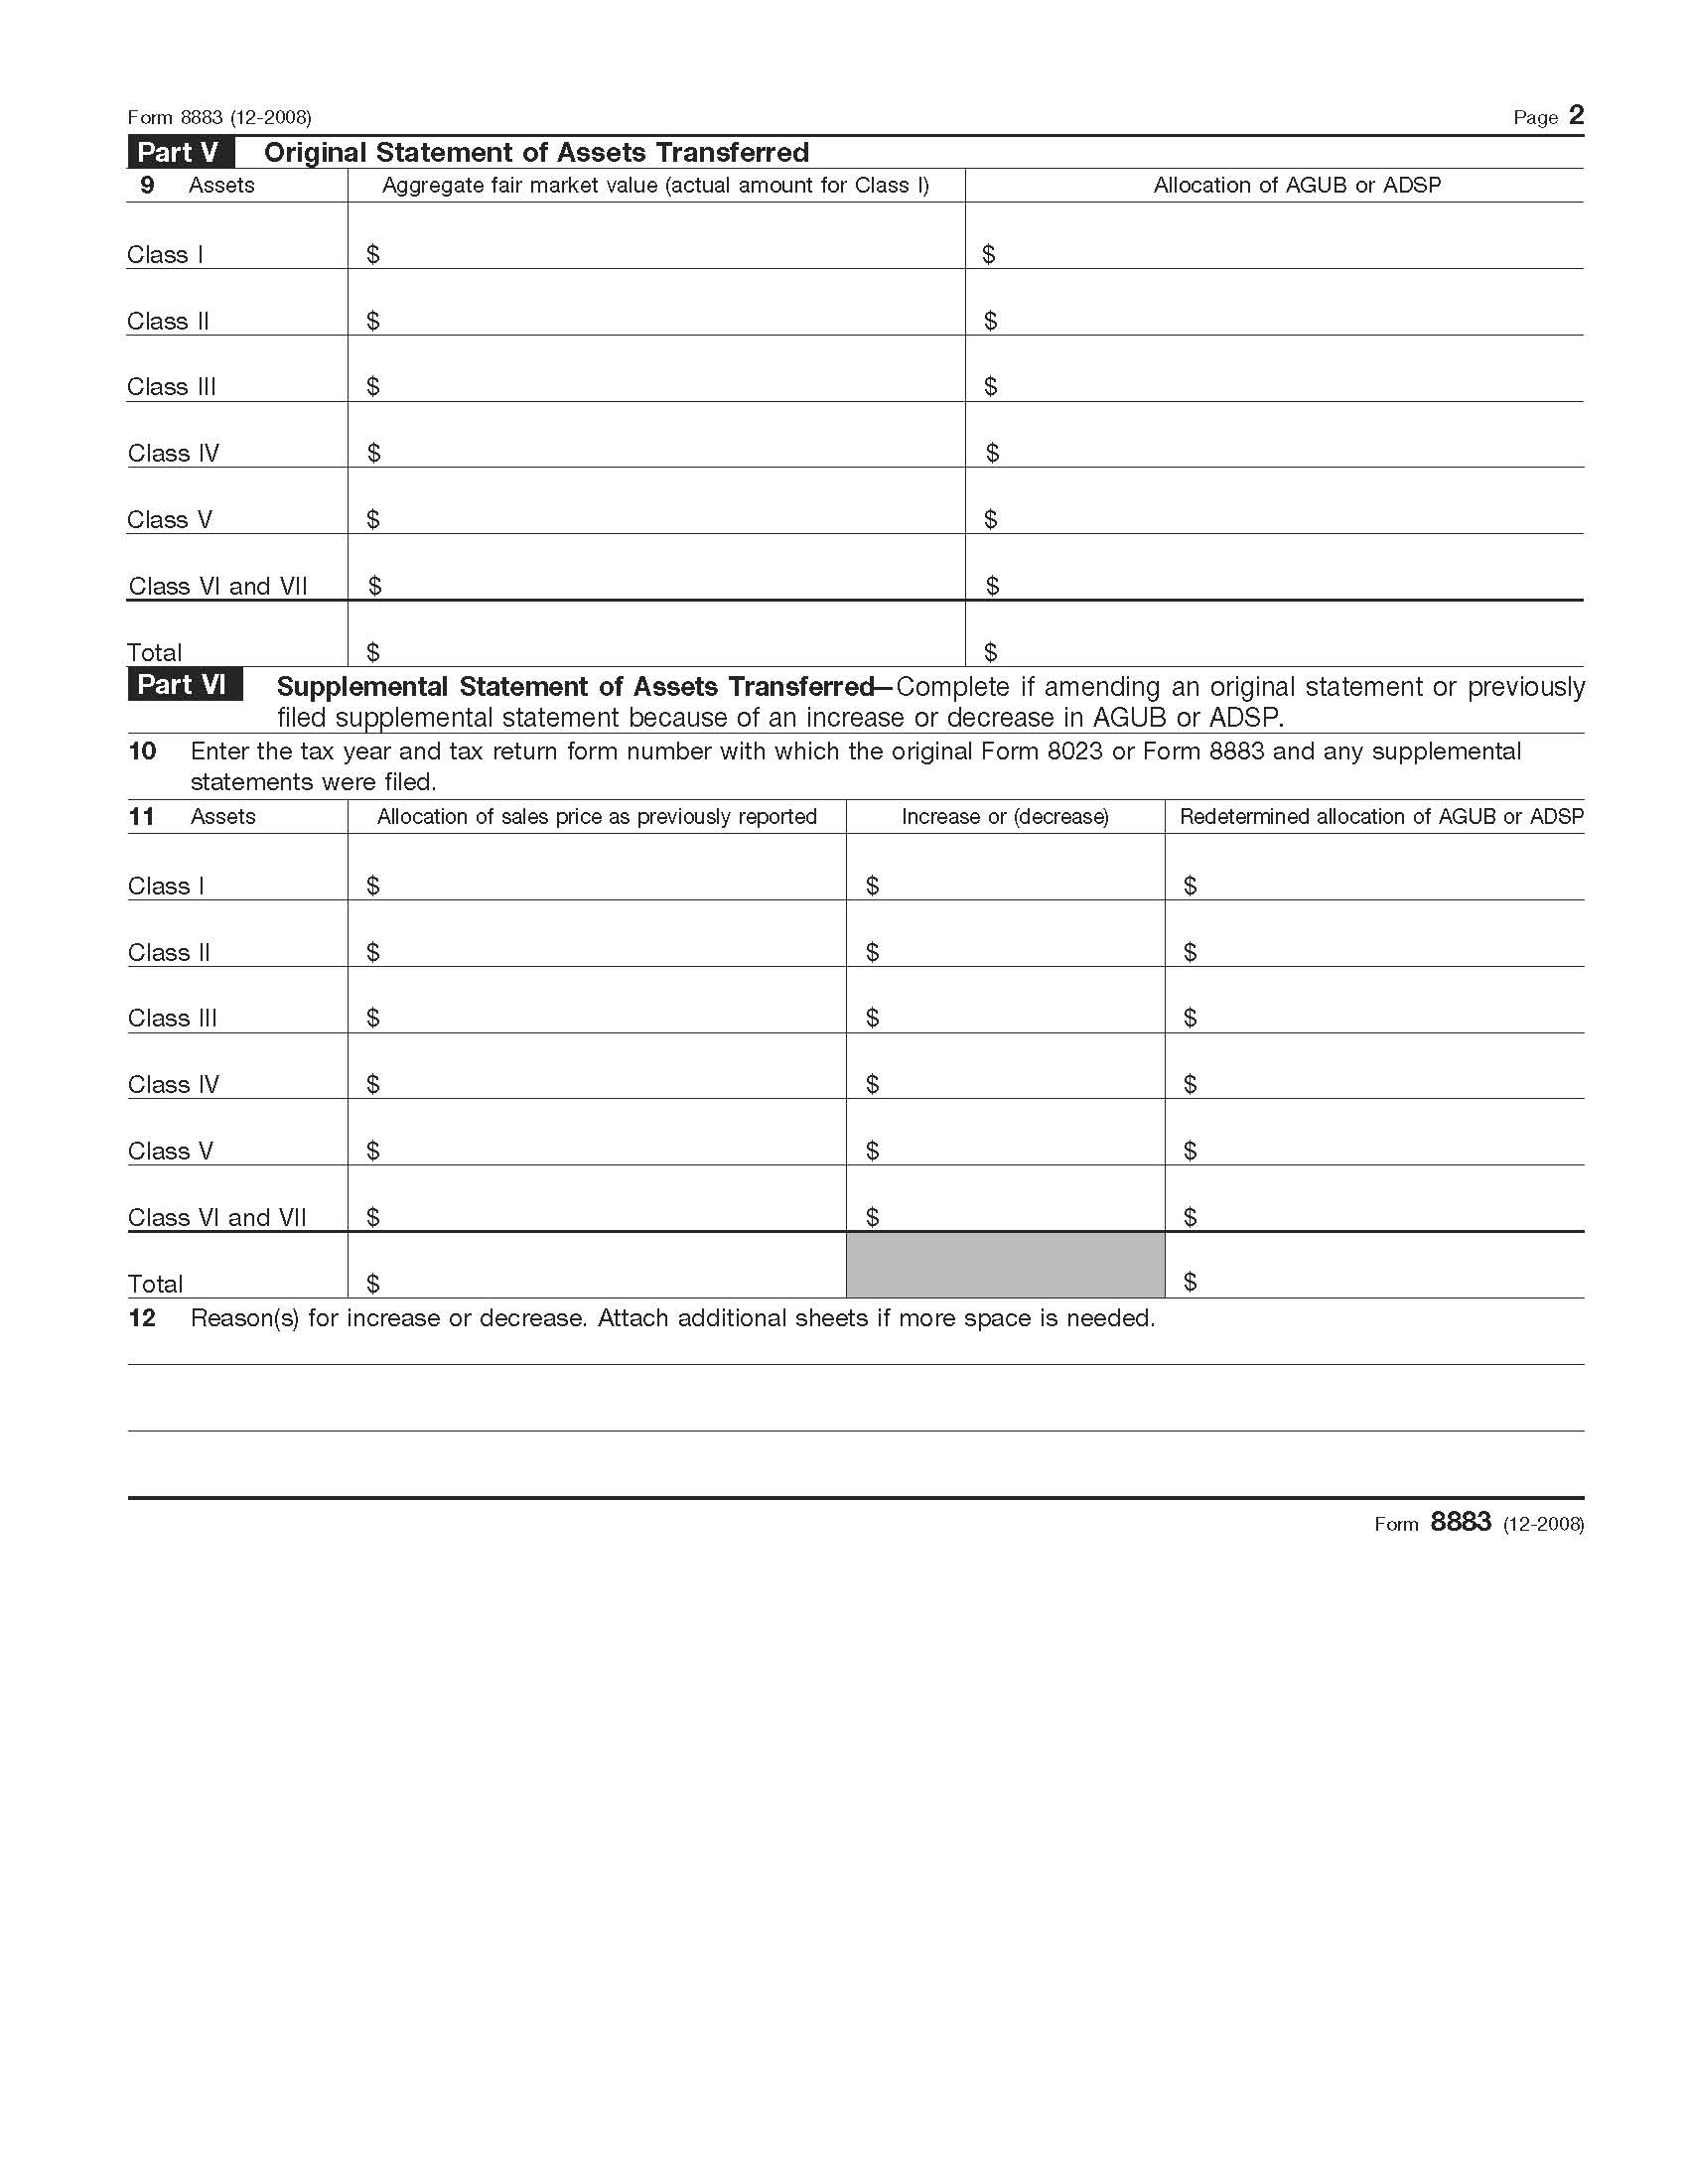 Form 8883 (12-2008) Page 2
Part V Original Statement of Assets Transferred
9 Assets Aggregate fair market value (actual amount for Class I) Allocation of AGUB or ADSP
Class I $ $
Class II $ $
Class III $ $
Class IV $ $
Class V $ $
Class VI and VII $ $
Total $ $
Part VI Supplemental Statement of Assets Transferred—Complete if amending an original statement or previously
filed supplemental statement because of an increase or decrease in AGUB or ADSP.
10 Enter the tax year and tax return form number with which the original Form 8023 or Form 8883 and any supplemental
statements were filed.
11 Assets Allocation of sales price as previously reported Increase or (decrease) Redetermined allocation of AGUB or ADSP
Class I $ $ $
Class II $ $ $
Class III $ $ $
Class IV $ $ $
Class V $ $ $
Class VI and VII $ $ $
Total $ $
12 Reason(s) for increase or decrease. Attach additional sheets if more space is needed.
Form 8883 (12-2008)